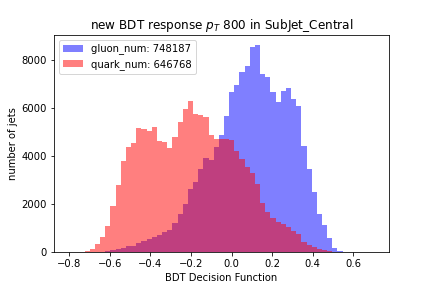 new BDT response p_T 800 in SubJet_Central
gluon_num: 748187
quark_num: 646768
number of jets
8000
6000
4000
2000
0
−0.8 −0.6 −0.4 −0.2 0.0 0.2 0.4 0.6
BDT Decision Function